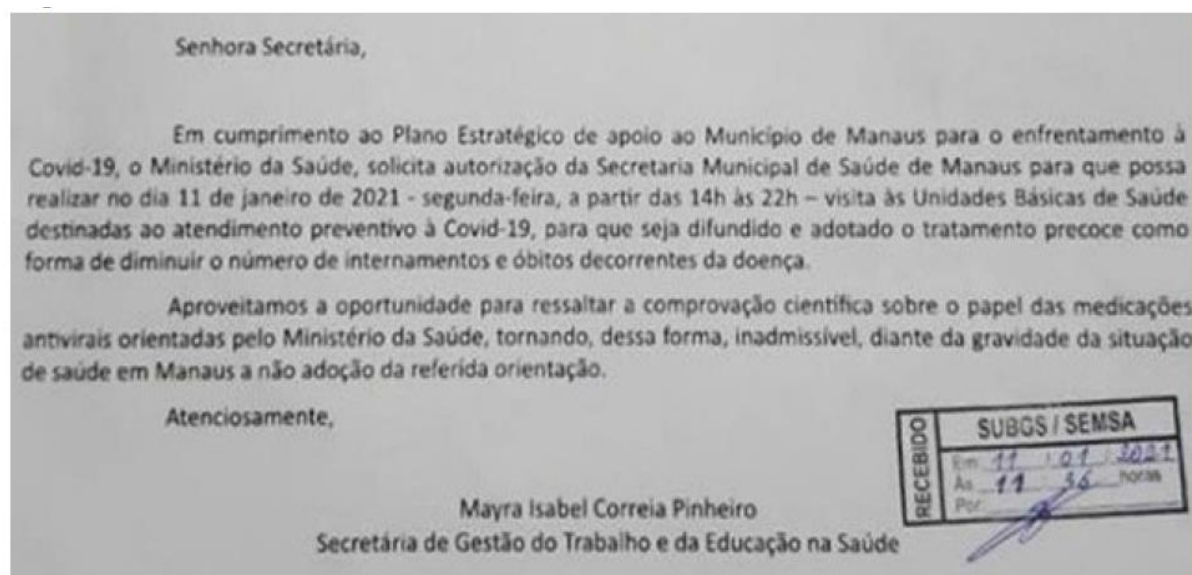 Senhora Secretária,
Em cumprimento ao Plano Estratégico de apoio ao Município de Manaus para o enfrentamento à
Covid-19, o Ministério da Saúde, solicita autorização da Secretaria Municipal de Saúde de Manaus para que possa
realizar no dia 11 de janeiro de 2021 - segunda-feira, a partir das 14h às 22h – visita às Unidades Básicas de Saúde
destinadas ao atendimento preventivo à Covid-19, para que seja difundido e adotado o tratamento precoce como
forma de diminuir o número de internamentos e óbitos decorrentes da doença.
Aproveitamos a oportunidade para ressaltar a comprovação científica sobre o papel das medicações
antivirais orientadas pelo Ministério da Saúde, tornando, dessa forma, inadmissível, diante da gravidade da situação
de saúde em Manaus a não adoção da referida orientação.
Atenciosamente,
RECEBIDO
SUBGS / SEMSA
Em 11 / 01 / 2021
Às 11 36 horas
Por:
Mayra Isabel Correia Pinheiro
Secretária de Gestão do Trabalho e da Educação na Saúde